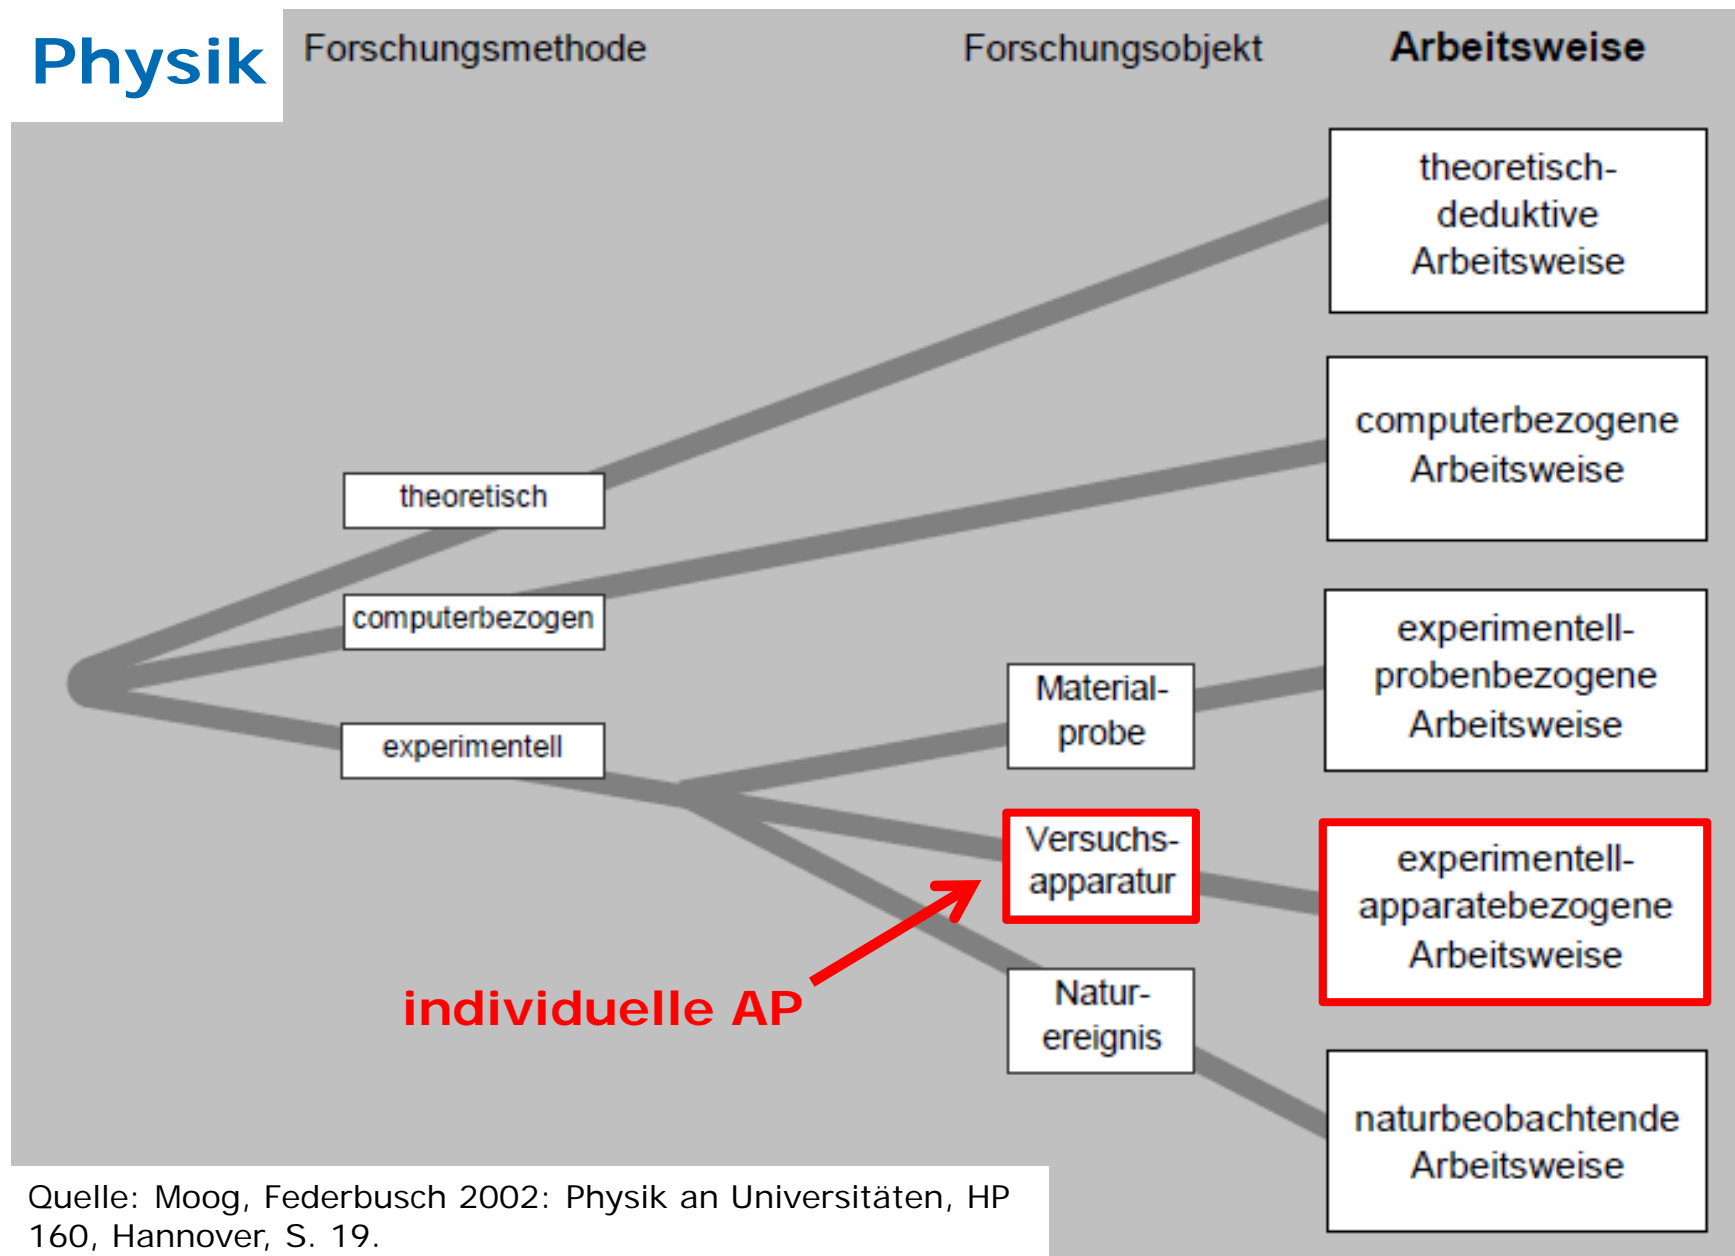 Physik
Forschungsmethode
Forschungsobjekt
Arbeitsweise
theoretisch-
deduktive
Arbeitsweise
computerbezogene
Arbeitsweise
theoretisch
computerbezogen
experimentell
Material-
probe
experimentell-
probenbezogene
Arbeitsweise
Versuchs-
apparatur
experimentell-
apparatebezogene
Arbeitsweise
individuelle AP
Natur-
ereignis
naturbeobachtende
Arbeitsweise
Quelle: Moog, Federbusch 2002: Physik an Universitäten, HP
160, Hannover, S. 19.